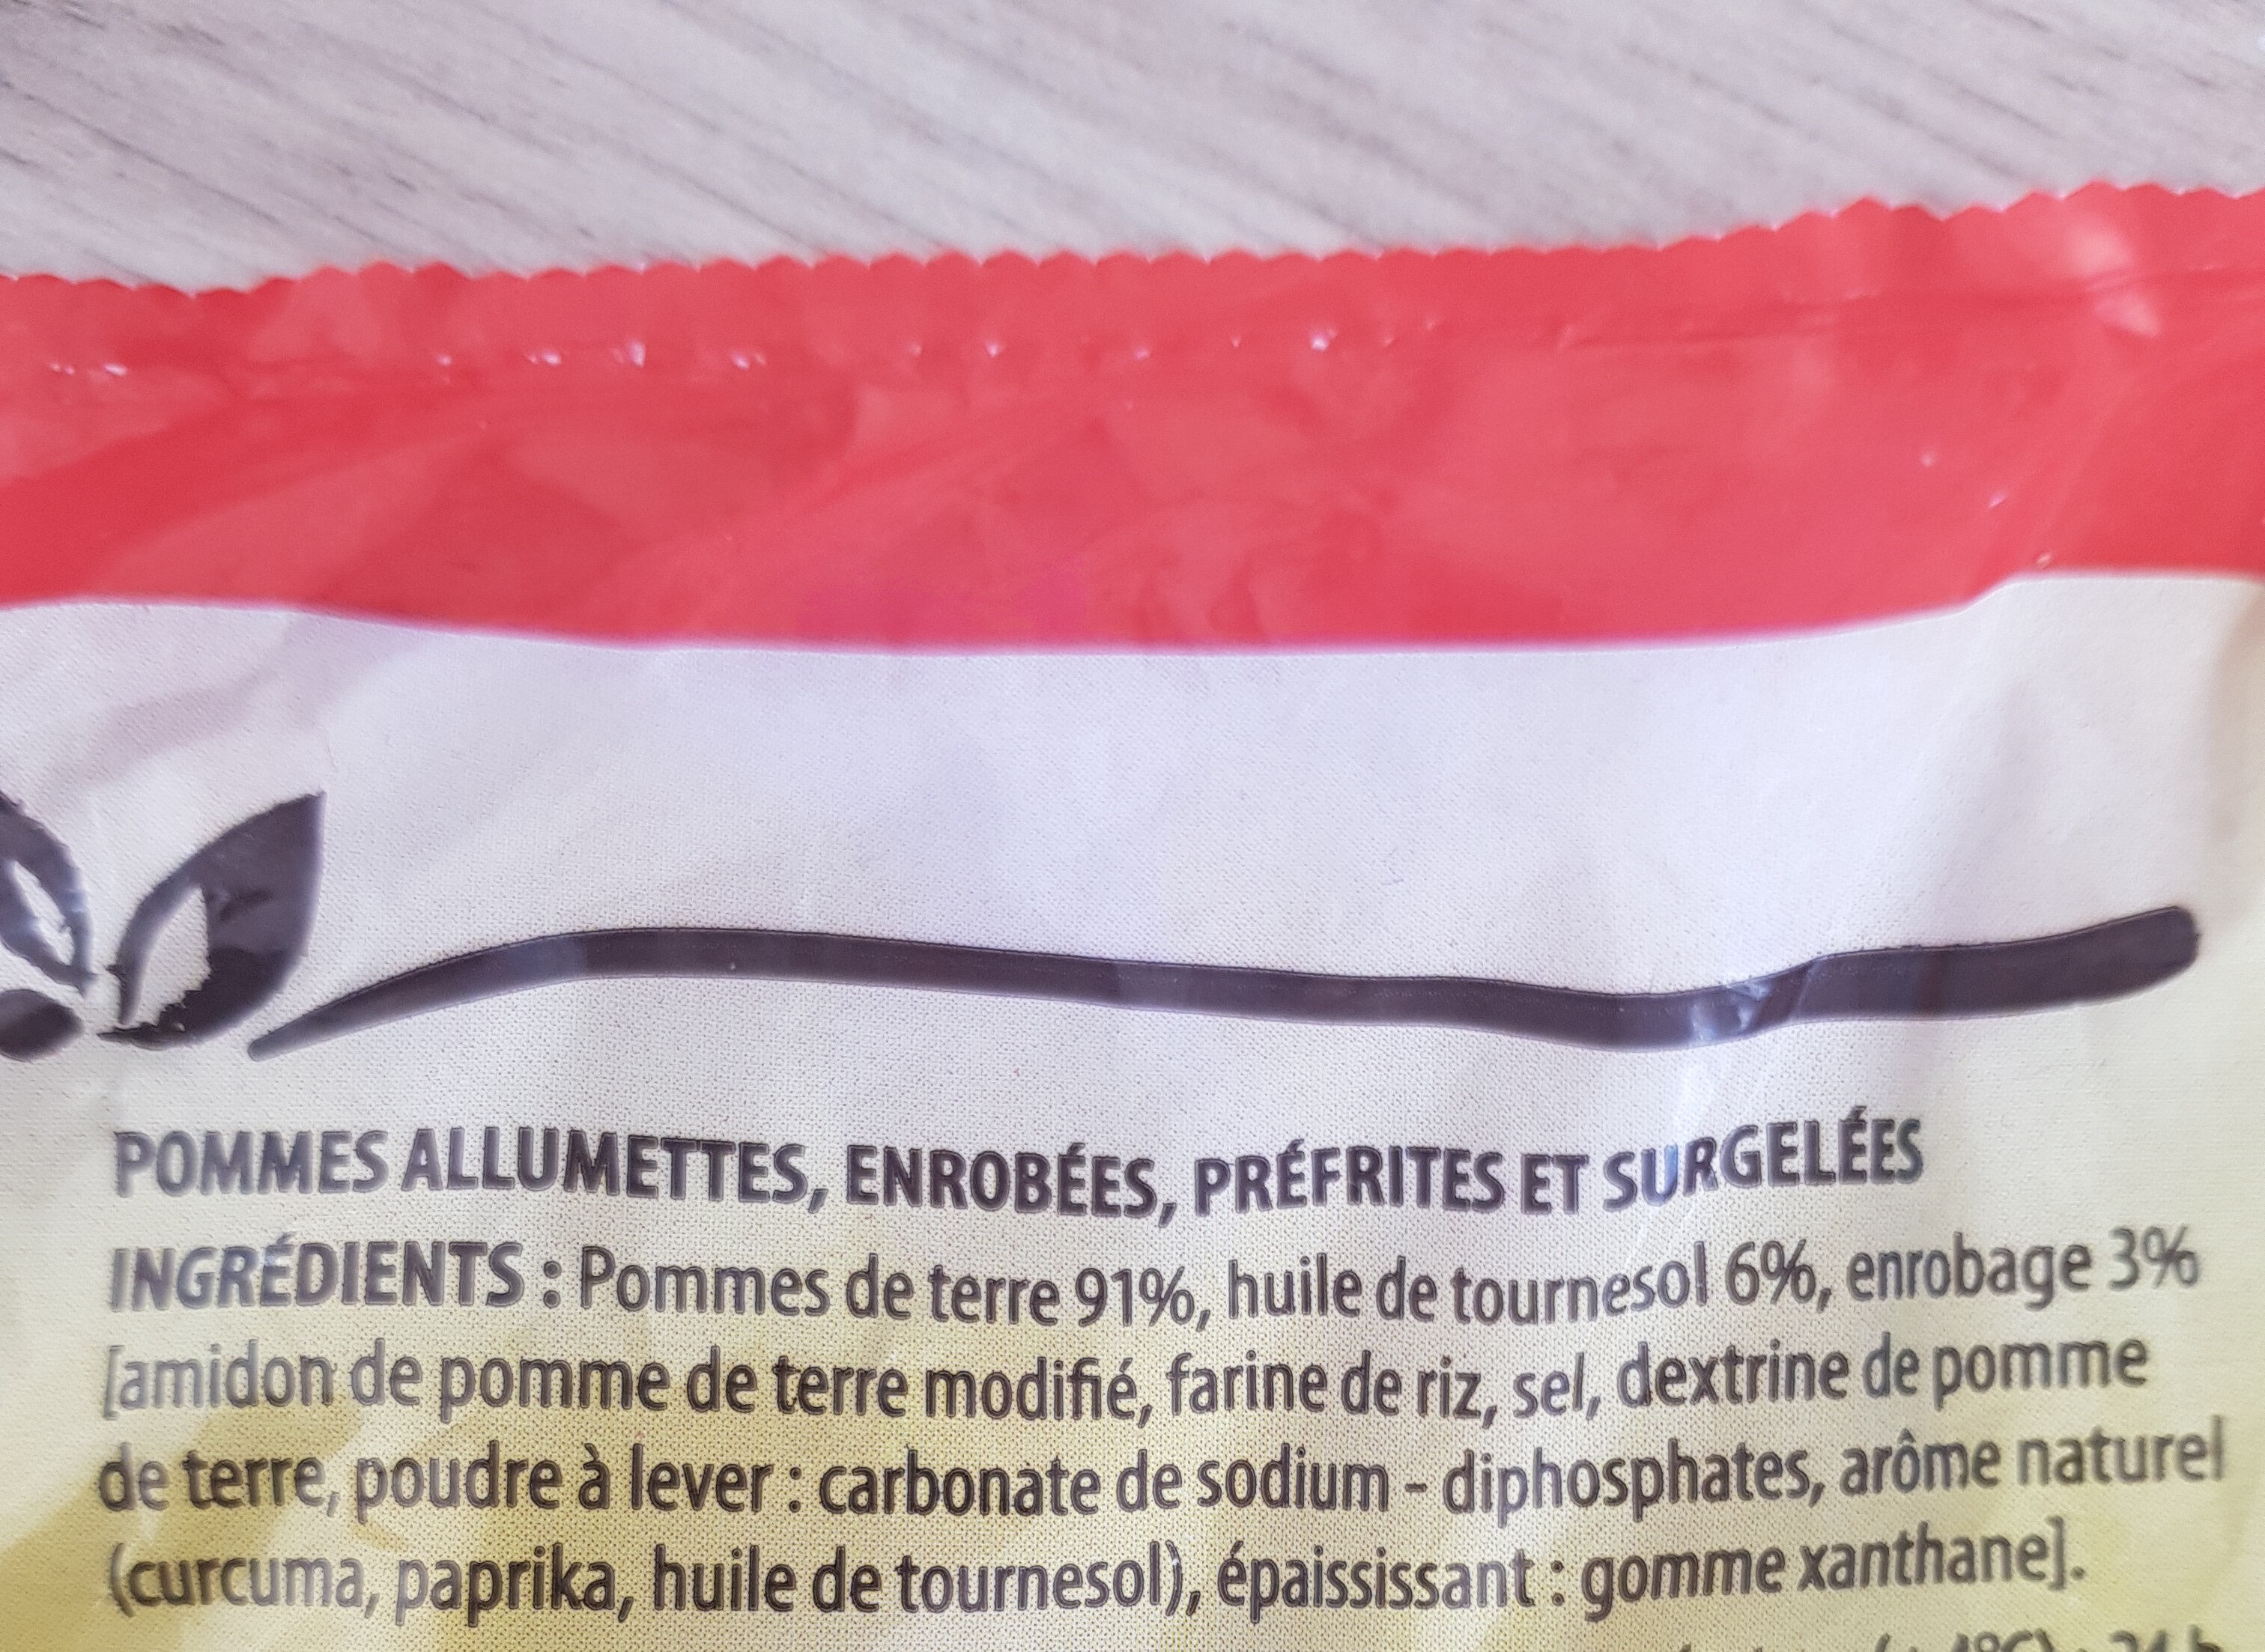 POMMES ALLUMETTES, ENROBÉES, PRÉFRITES ET SURGELÉES
INGRÉDIENTS : Pommes de terre 91%, huile de tournesol 6%, enrobage 3%
[amidon de pomme de terre modifié, farine de riz, sel, dextrine de pomme
de terre, poudre à lever : carbonate de sodium - diphosphates, arôme naturel
(curcuma, paprika, huile de tournesol), épaississant : gomme xanthane].